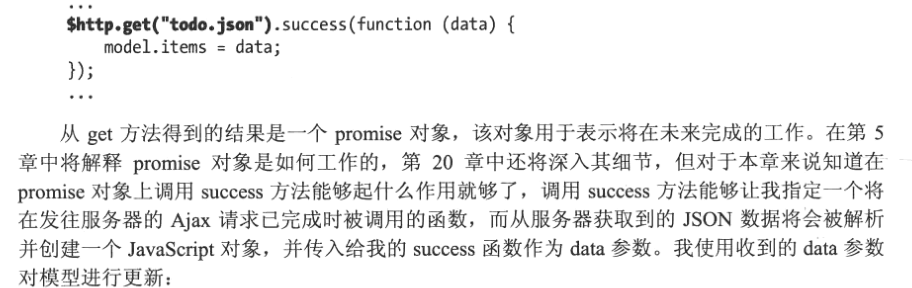 ...
$http.get("todo.json").success(function (data) {
    model.items = data;
});
...
从 get 方法得到的结果是一个 promise 对象，该对象用于表示将在未来完成的工作。在第 5
章中将解释 promise 对象是如何工作的，第 20 章中还将深入其细节，但对于本章来说知道在
promise 对象上调用 success 方法能够起什么作用就够了，调用 success 方法能够让我指定一个将
在发往服务器的 Ajax 请求已完成时被调用的函数，而从服务器获取到的 JSON 数据将会被解析
并创建一个 JavaScript 对象，并传入给我的 success 函数作为 data 参数。我使用收到的 data 参数
对模型进行更新：